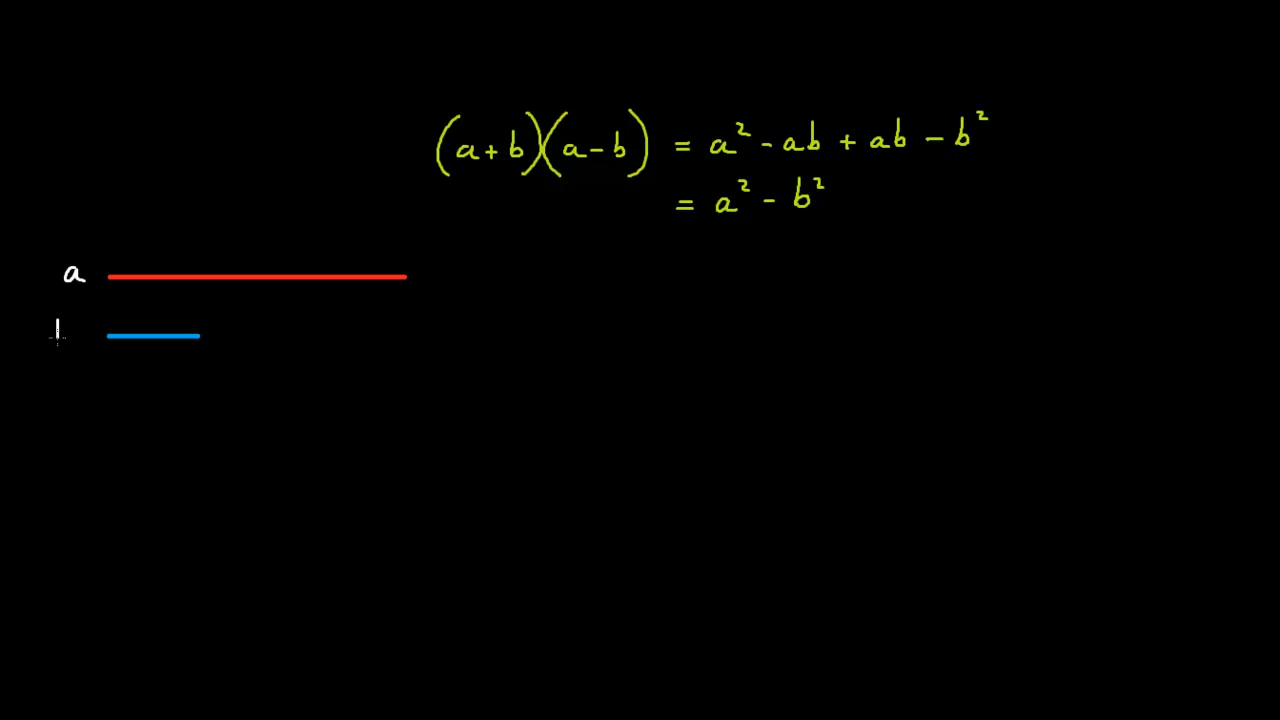 (a+b)(a-b) = a² - ab + ab - b²
= a² - b²
a